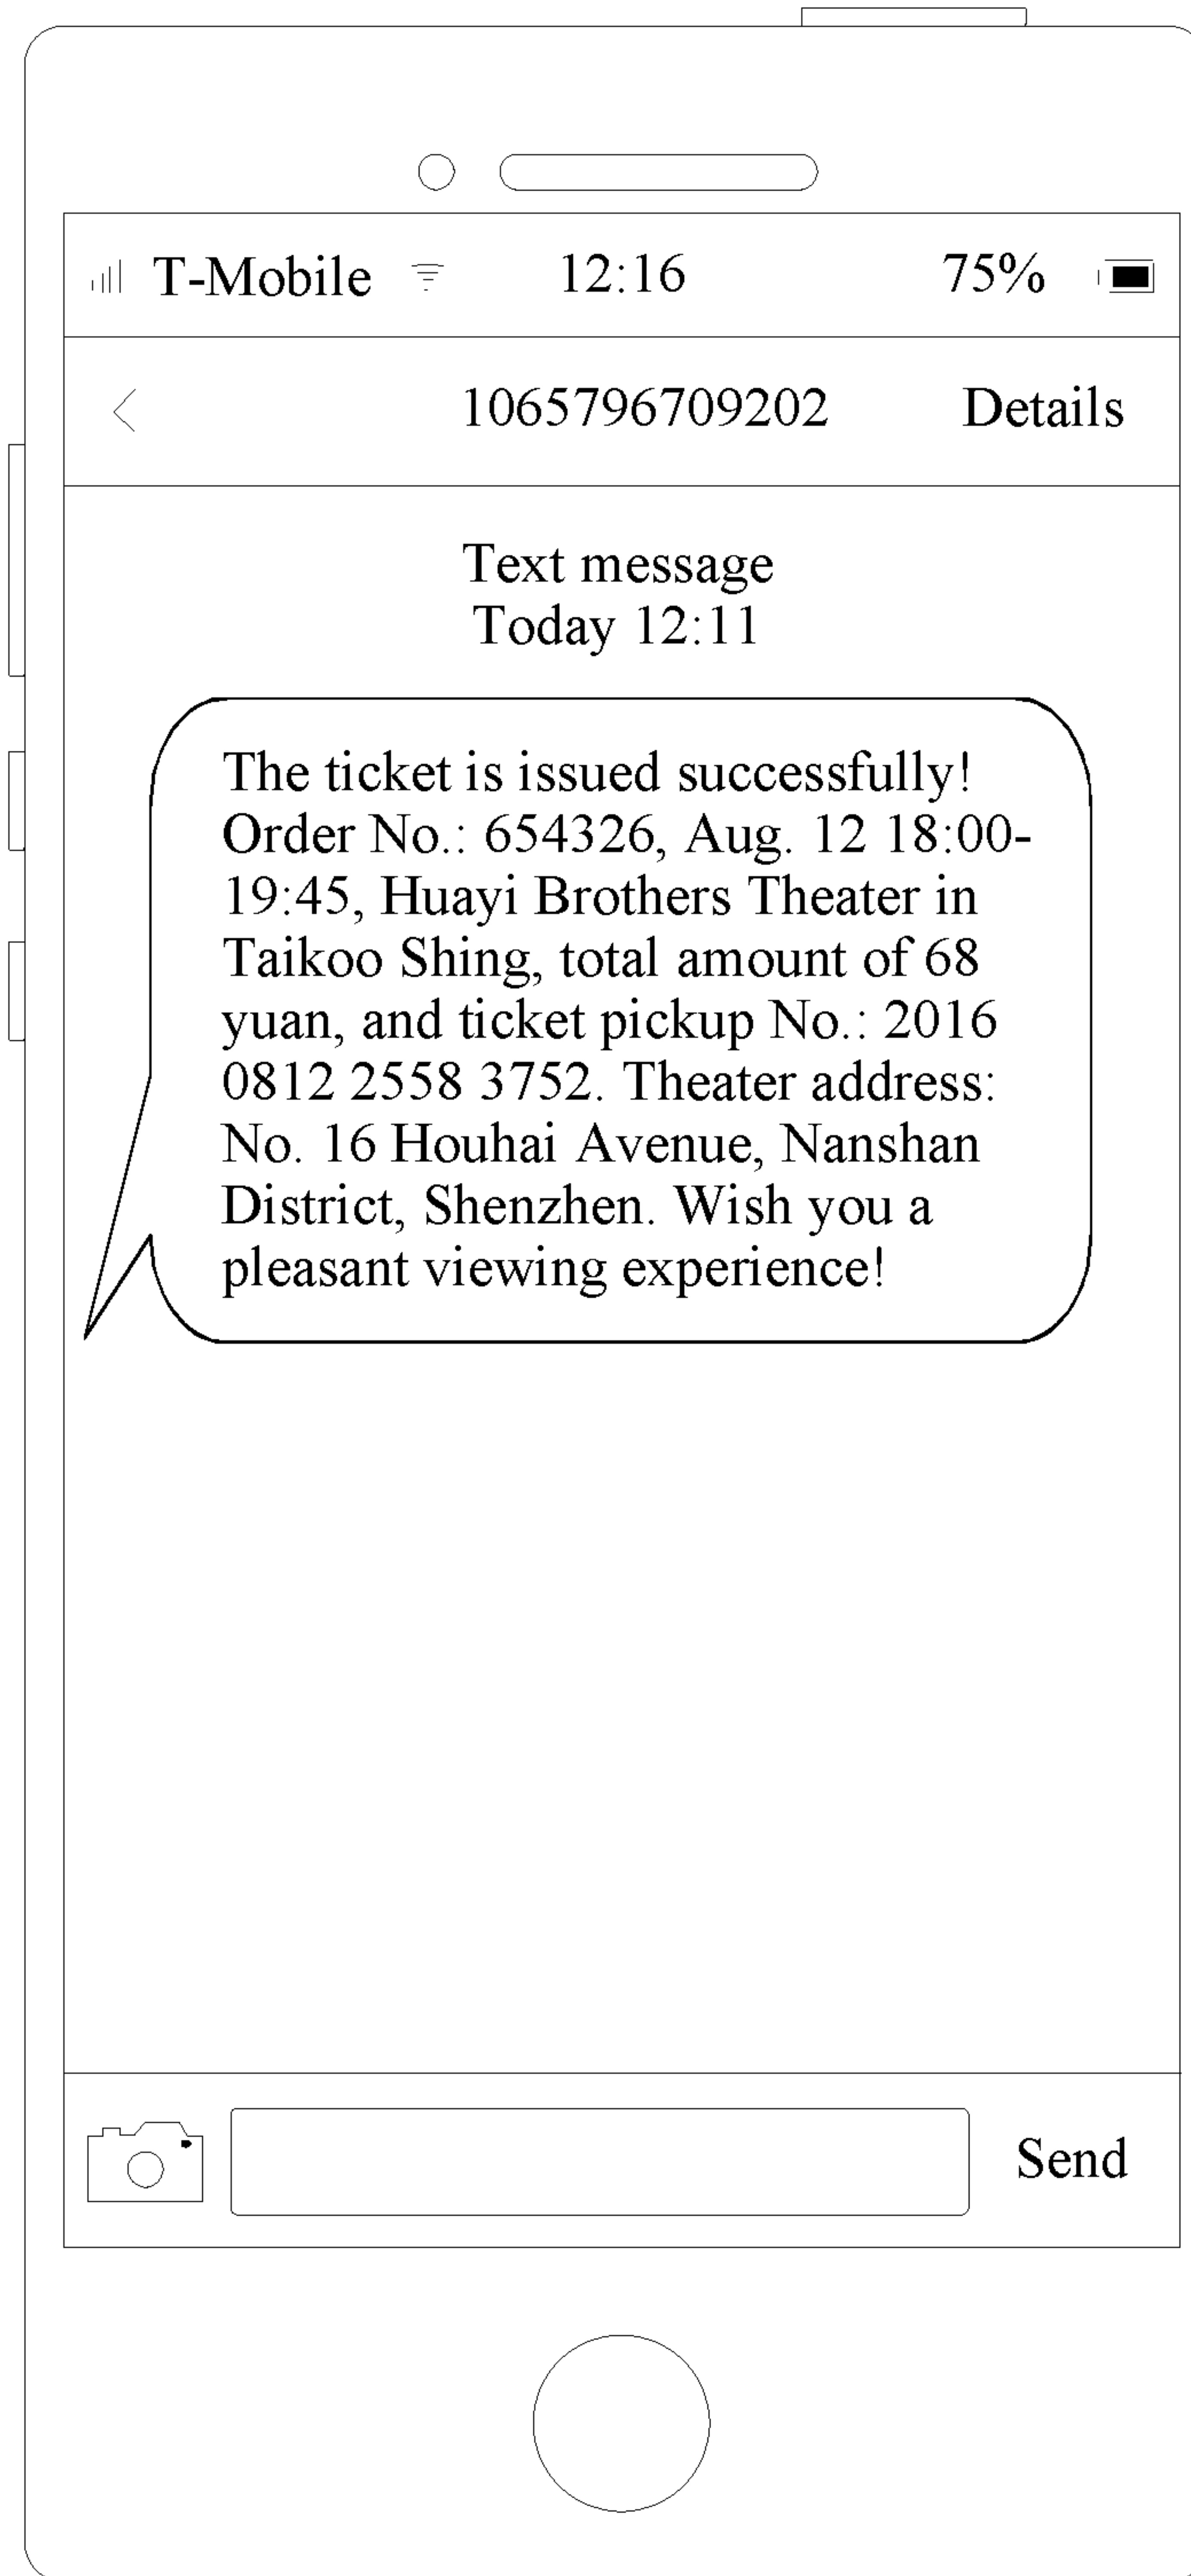 T-Mobile 12:16 75%
1065796709202 Details
Text message
Today 12:11
The ticket is issued successfully!
Order No.: 654326, Aug. 12 18:00-
19:45, Huayi Brothers Theater in
Taikoo Shing, total amount of 68
yuan, and ticket pickup No.: 2016
0812 2558 3752. Theater address:
No. 16 Houhai Avenue, Nanshan
District, Shenzhen. Wish you a
pleasant viewing experience!
Send